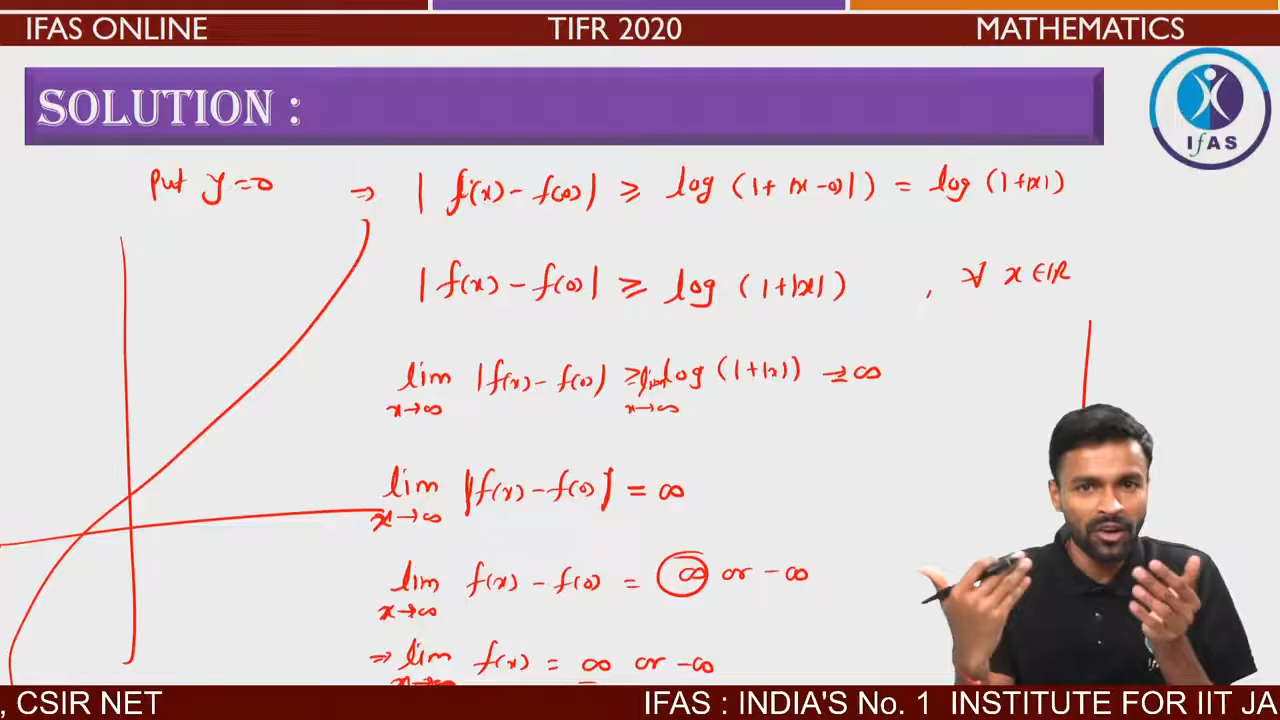 IFAS ONLINE TIFR 2020 MATHEMATICS
SOLUTION :
IfAS
Put y=0 ⇒ |f(x) - f(0)| ≥ log (1+|x-0|) = log (1+|x|)
|f(x) - f(0)| ≥ log (1+|x|) , ∀ x∈ℝ
lim x→∞ |f(x) - f(0)| ≥ lim x→∞ log (1+|x|) → ∞
lim x→∞ |f(x) - f(0)| = ∞
lim x→∞ f(x) - f(0) = ∞ or -∞
⇒ lim x→∞ f(x) = ∞ or -∞
, CSIR NET IFAS : INDIA'S No. 1 INSTITUTE FOR IIT JA